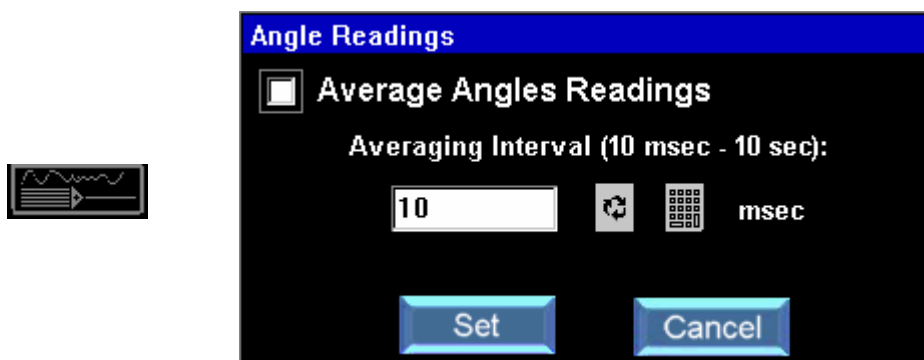 Angle Readings
Average Angles Readings
Averaging Interval (10 msec - 10 sec):
10 msec
Set Cancel